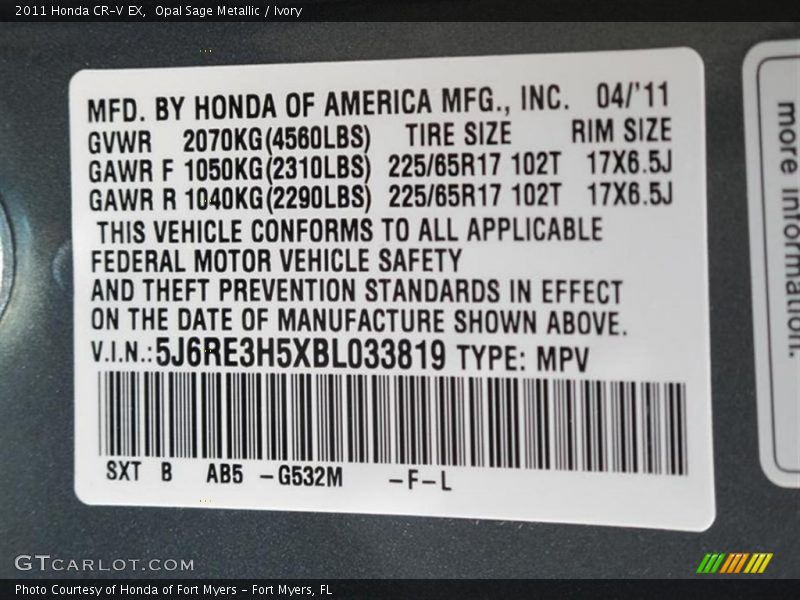 2011 Honda CR-V EX, Opal Sage Metallic / Ivory
MFD. BY HONDA OF AMERICA MFG., INC. 04/'11
GVWR 2070KG(4560LBS) TIRE SIZE RIM SIZE
GAWR F 1050KG(2310LBS) 225/65R17 102T 17X6.5J
GAWR R 1040KG(2290LBS) 225/65R17 102T 17X6.5J
THIS VEHICLE CONFORMS TO ALL APPLICABLE
FEDERAL MOTOR VEHICLE SAFETY
AND THEFT PREVENTION STANDARDS IN EFFECT
ON THE DATE OF MANUFACTURE SHOWN ABOVE.
V.I.N.:5J6RE3H5XBL033819 TYPE: MPV
SXT B AB5 -G532M -F-L
more information.
GTCARLOT.COM
Photo Courtesy of Honda of Fort Myers - Fort Myers, FL